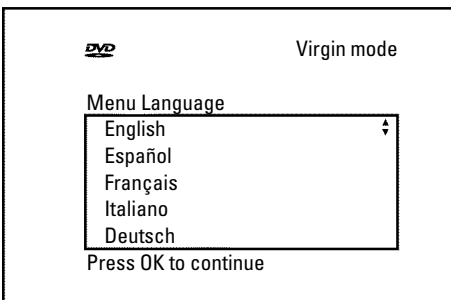 DVD Virgin mode
Menu Language
English
Español
Français
Italiano
Deutsch
Press OK to continue